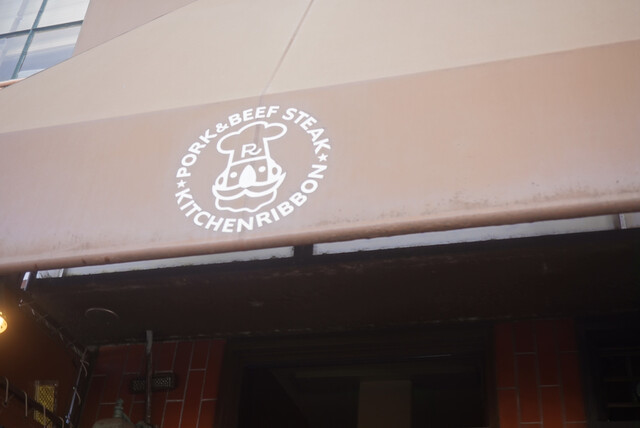 PORK & BEEF STEAK
R
★ KITCHENRIBBON ★